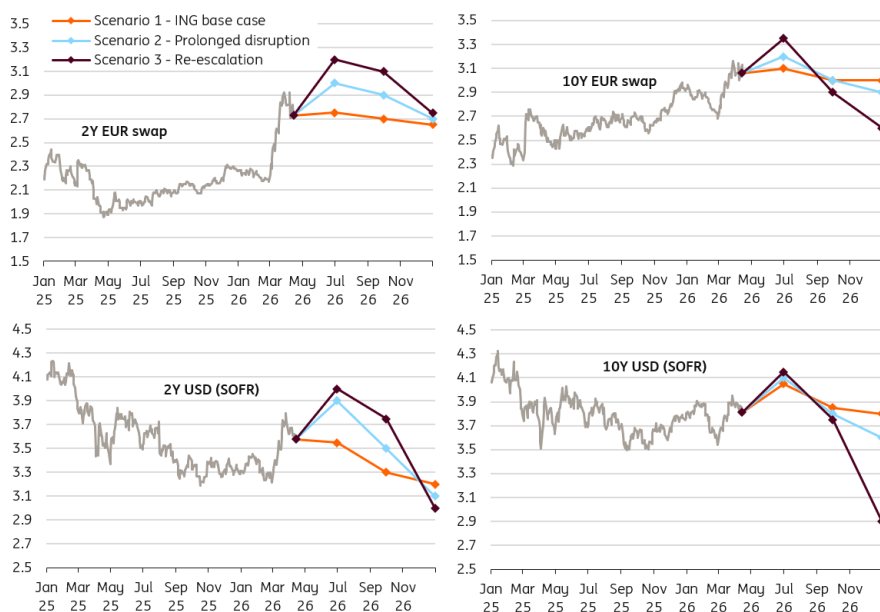 Scenario 1 - ING base case
Scenario 2 - Prolonged disruption
Scenario 3 - Re-escalation
2Y EUR swap
3.5
3.3
3.1
2.9
2.7
2.5
2.3
2.1
1.9
1.7
1.5
Jan Mar May Jul Sep Nov Jan Mar May Jul Sep Nov
25 25 25 25 25 25 26 26 26 26 26 26
10Y EUR swap
3.5
3.3
3.1
2.9
2.7
2.5
2.3
2.1
1.9
1.7
1.5
Jan Mar May Jul Sep Nov Jan Mar May Jul Sep Nov
25 25 25 25 25 25 26 26 26 26 26 26
2Y USD (SOFR)
4.5
4.3
4.1
3.9
3.7
3.5
3.3
3.1
2.9
2.7
2.5
Jan Mar May Jul Sep Nov Jan Mar May Jul Sep Nov
25 25 25 25 25 25 26 26 26 26 26 26
10Y USD (SOFR)
4.5
4.3
4.1
3.9
3.7
3.5
3.3
3.1
2.9
2.7
2.5
Jan Mar May Jul Sep Nov Jan Mar May Jul Sep Nov
25 25 25 25 25 25 26 26 26 26 26 26